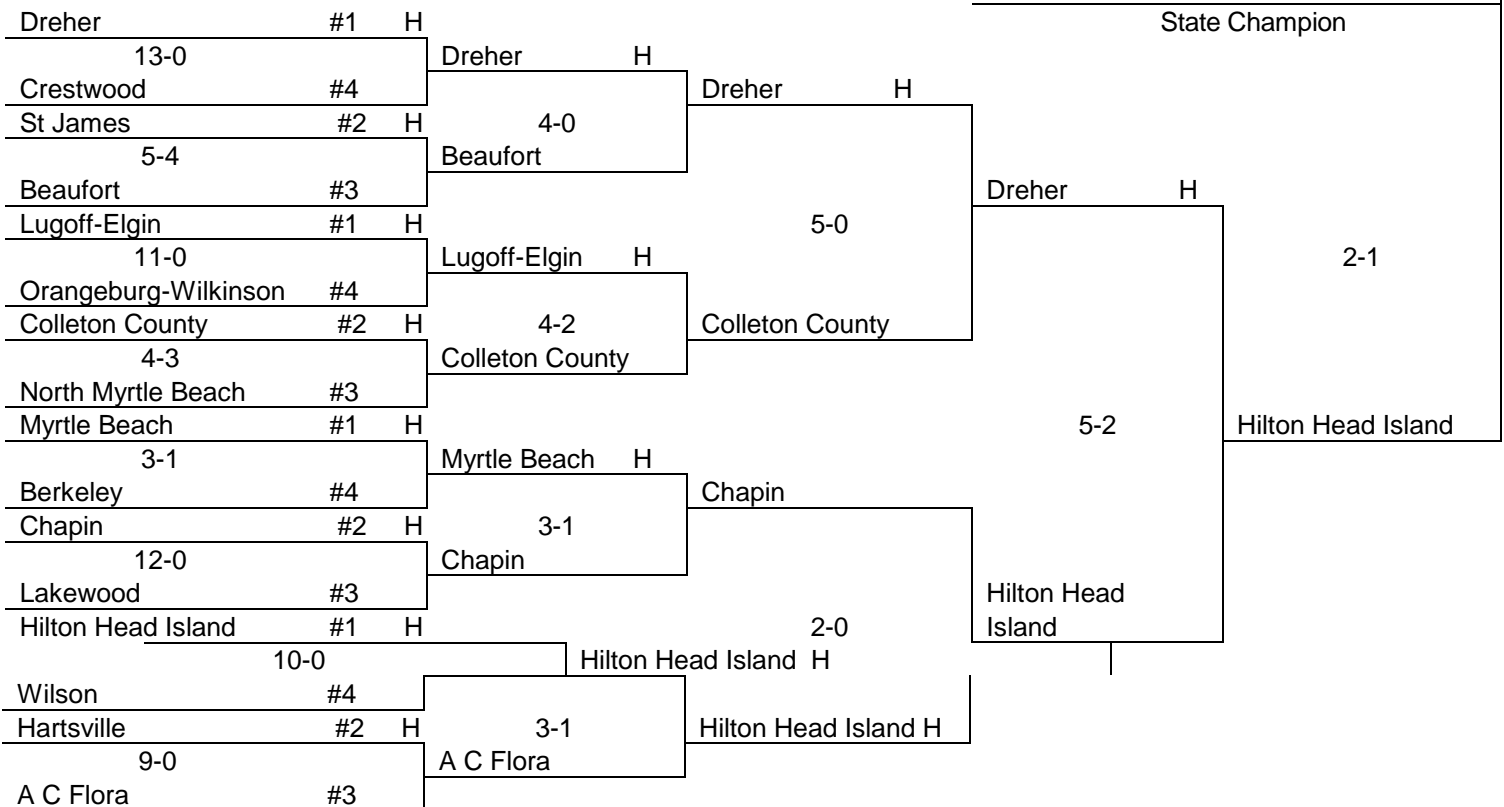 Dreher #1 H State Champion
13-0 Dreher H
Crestwood #4 Dreher H
St James #2 H 4-0
5-4 Beaufort
Beaufort #3 Dreher H
Lugoff-Elgin #1 H 5-0
11-0 Lugoff-Elgin H 2-1
Orangeburg-Wilkinson #4
Colleton County #2 H 4-2 Colleton County
4-3 Colleton County
North Myrtle Beach #3
Myrtle Beach #1 H 5-2 Hilton Head Island
3-1 Myrtle Beach H
Berkeley #4 Chapin
Chapin #2 H 3-1
12-0 Chapin
Lakewood #3 Hilton Head
Hilton Head Island #1 H 2-0 Island
10-0 Hilton Head Island H
Wilson #4
Hartsville #2 H 3-1 Hilton Head Island H
9-0 A C Flora
A C Flora #3